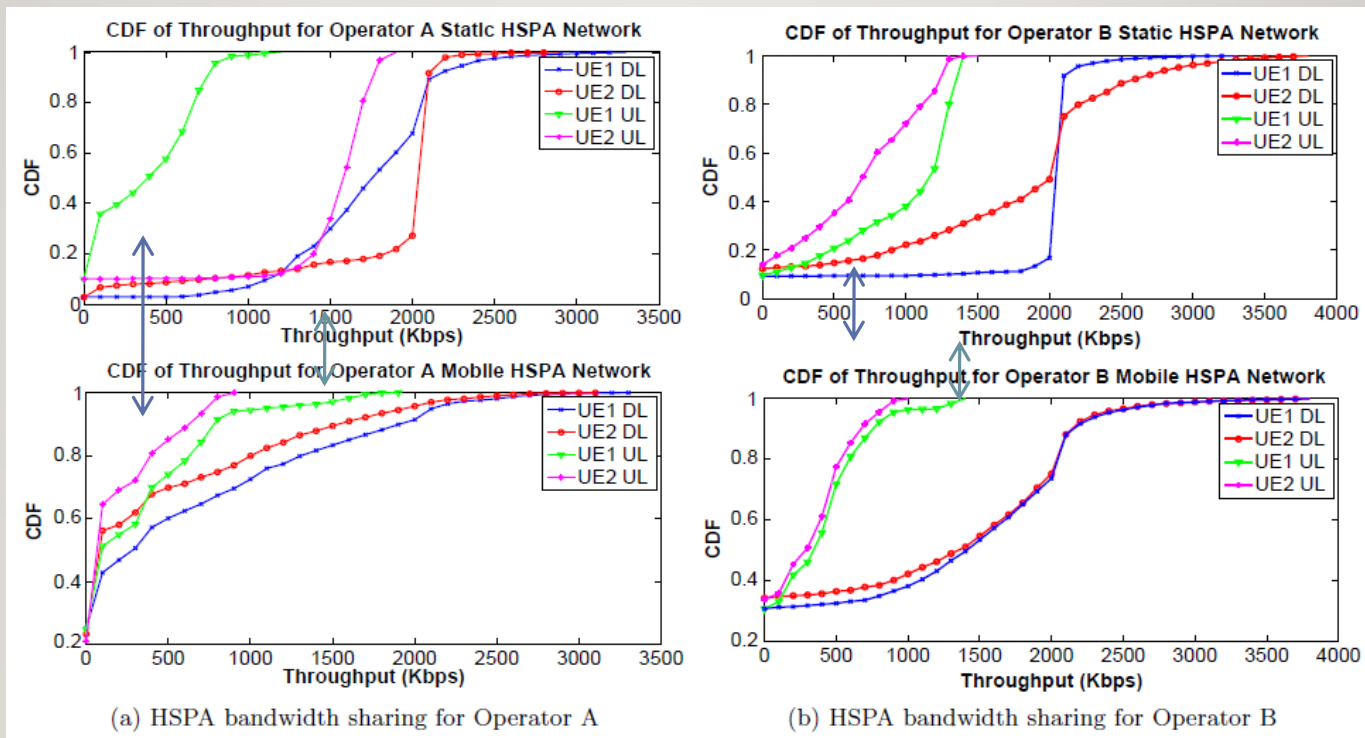 CDF of Throughput for Operator A Static HSPA Network
1
0.8
0.6
0.4
0.2
0
CDF
UE1 DL
UE2 DL
UE1 UL
UE2 UL
0 500 1000 1500 2000 2500 3000 3500
Throughput (Kbps)
CDF of Throughput for Operator A Mobile HSPA Network
1
0.8
0.6
0.4
0.2
CDF
UE1 DL
UE2 DL
UE1 UL
UE2 UL
0 500 1000 1500 2000 2500 3000 3500
Throughput (Kbps)
(a) HSPA bandwidth sharing for Operator A
CDF of Throughput for Operator B Static HSPA Network
1
0.8
0.6
0.4
0.2
0
CDF
UE1 DL
UE2 DL
UE1 UL
UE2 UL
0 500 1000 1500 2000 2500 3000 3500 4000
Throughput (Kbps)
CDF of Throughput for Operator B Mobile HSPA Network
1
0.8
0.6
0.4
0.2
CDF
UE1 DL
UE2 DL
UE1 UL
UE2 UL
0 500 1000 1500 2000 2500 3000 3500 4000
Throughput (Kbps)
(b) HSPA bandwidth sharing for Operator B